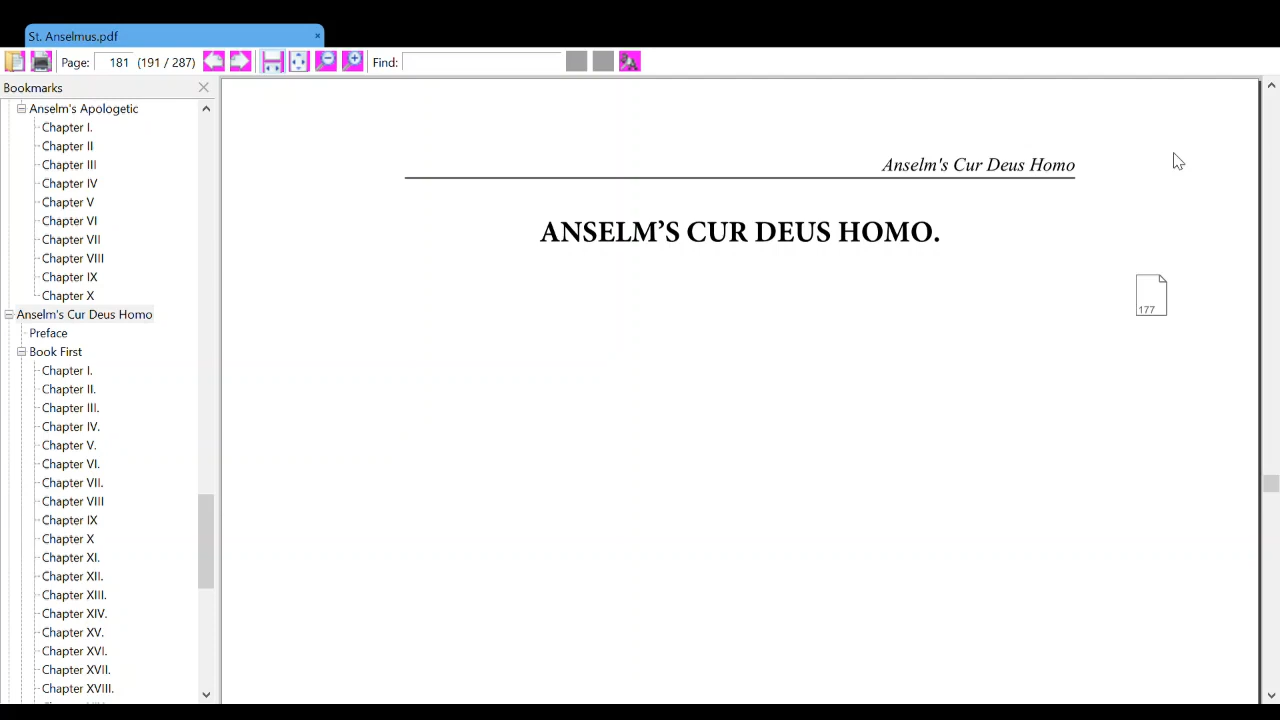 St. Anselmus.pdf
Page: 181 (191 / 287) Find:
Bookmarks
Anselm's Apologetic
Chapter I.
Chapter II
Chapter III
Chapter IV
Chapter V
Chapter VI
Chapter VII
Chapter VIII
Chapter IX
Chapter X
Anselm's Cur Deus Homo
Preface
Book First
Chapter I.
Chapter II.
Chapter III.
Chapter IV.
Chapter V.
Chapter VI.
Chapter VII.
Chapter VIII
Chapter IX
Chapter X
Chapter XI.
Chapter XII.
Chapter XIII.
Chapter XIV.
Chapter XV.
Chapter XVI.
Chapter XVII.
Chapter XVIII.
Anselm's Cur Deus Homo
ANSELM’S CUR DEUS HOMO.
177